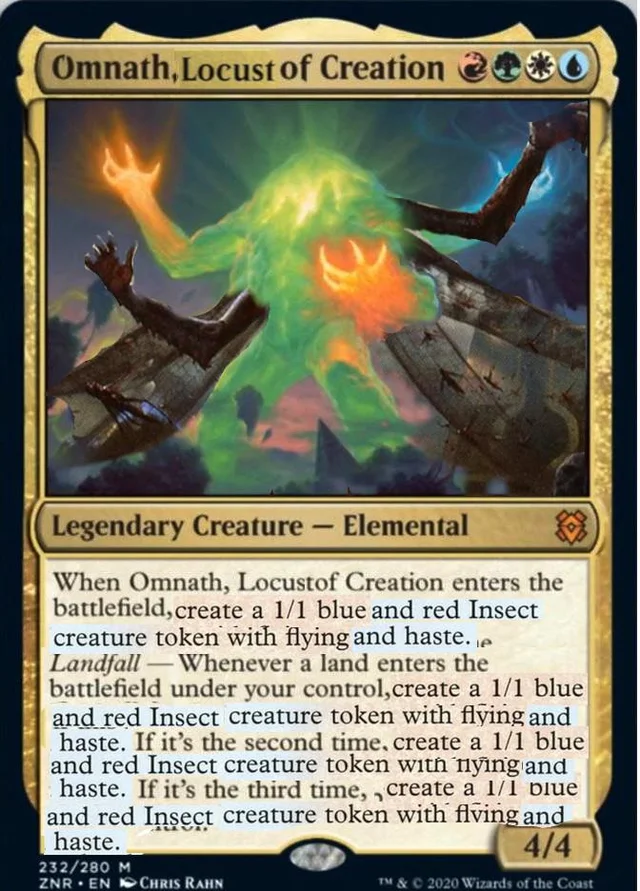 Omnath, Locust of Creation
Legendary Creature — Elemental
When Omnath, Locustof Creation enters the
battlefield, create a 1/1 blue and red Insect
creature token with flying and haste.
Landfall — Whenever a land enters the
battlefield under your control, create a 1/1 blue
and red Insect creature token with flying and
haste. If it's the second time, create a 1/1 blue
and red Insect creature token with flying and
haste. If it's the third time, , create a 1/1 blue
and red Insect creature token with flying and
haste.
4/4
232/280 M
ZNR • EN Chris Rahn
™ & © 2020 Wizards of the Coast